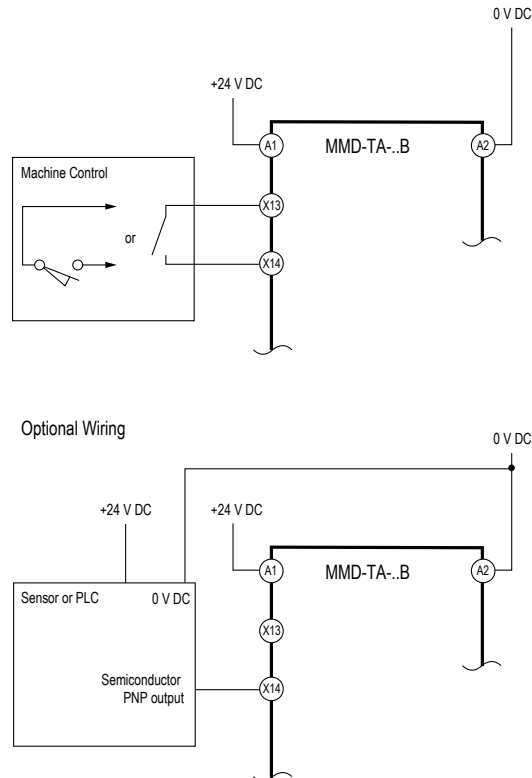 0 V DC
+24 V DC
A1
MMD-TA-..B
A2
Machine Control
X13
or
X14
Optional Wiring
0 V DC
+24 V DC
+24 V DC
A1
MMD-TA-..B
A2
Sensor or PLC
0 V DC
X13
Semiconductor
PNP output
X14